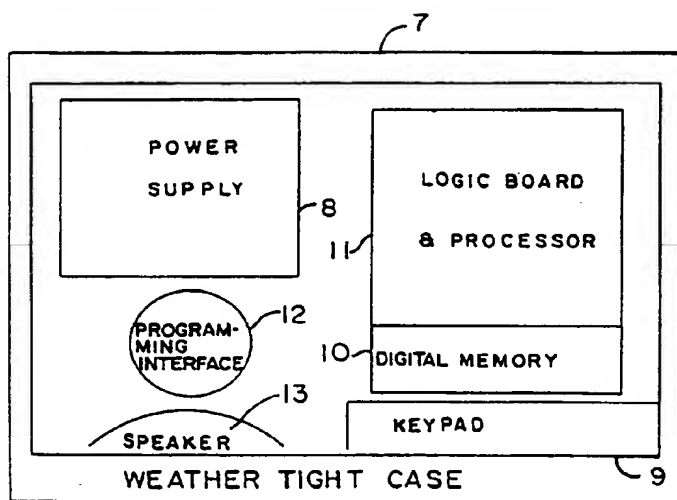 7
POWER
SUPPLY
8
LOGIC BOARD
& PROCESSOR
11
12
PROGRAM-
MING
INTERFACE
10
DIGITAL MEMORY
13
SPEAKER
KEYPAD
WEATHER TIGHT CASE
9